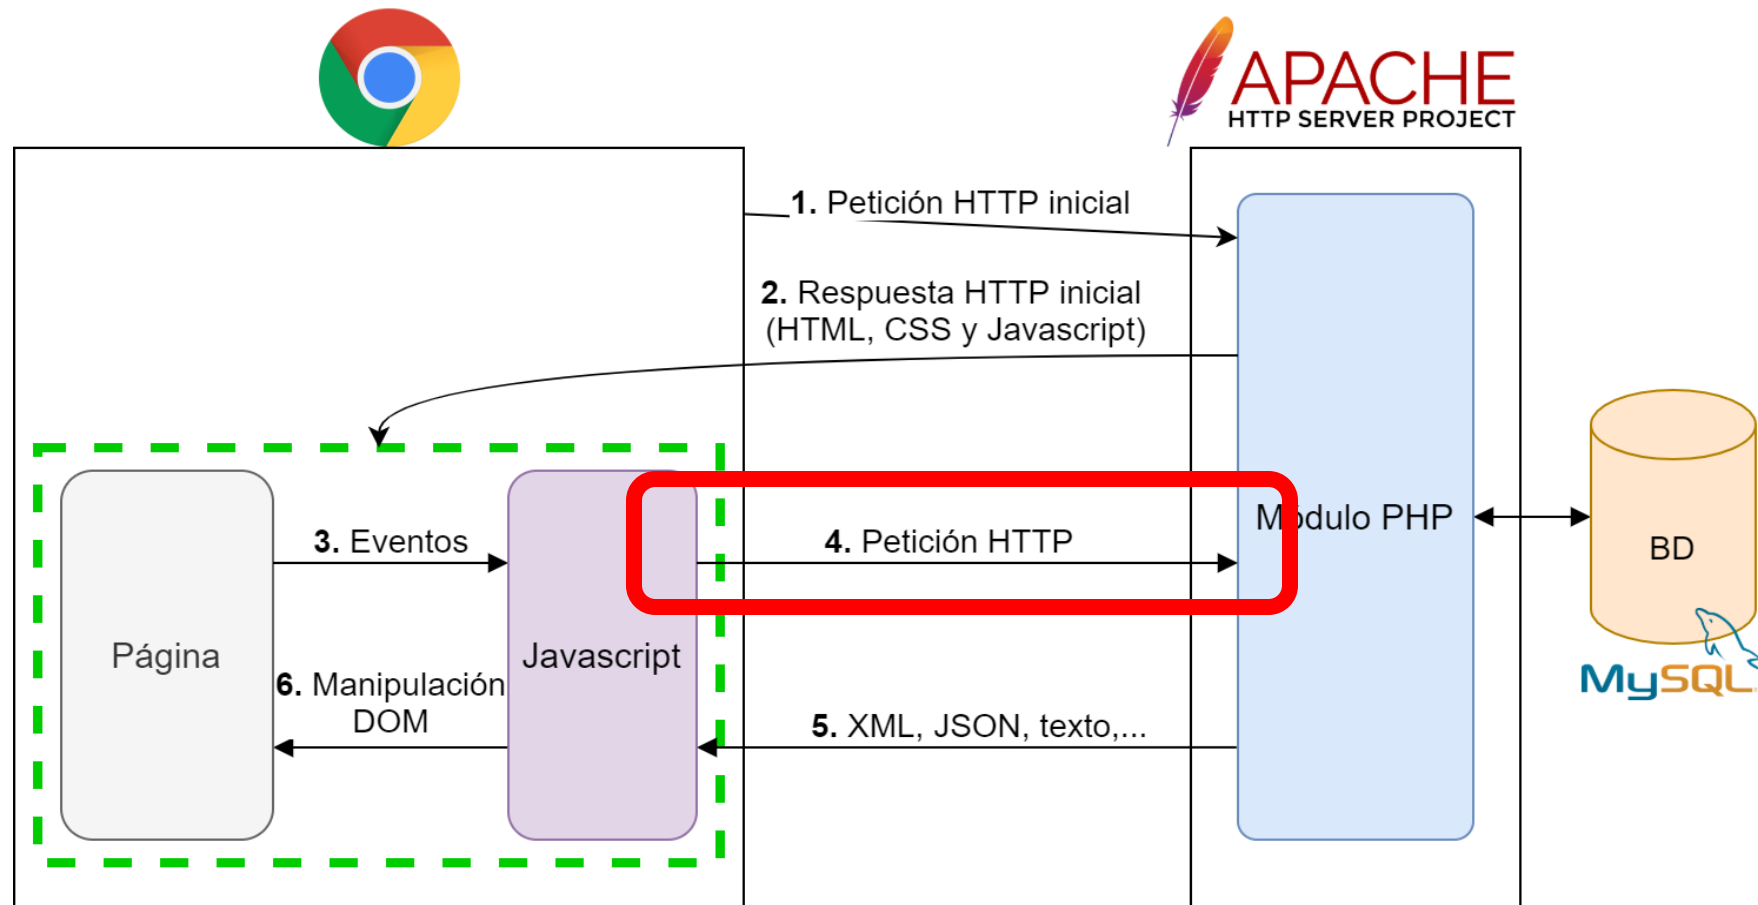 APACHE
HTTP SERVER PROJECT
1. Petición HTTP inicial
2. Respuesta HTTP inicial
(HTML, CSS y Javascript)
3. Eventos
4. Petición HTTP
Módulo PHP
BD
Página
Javascript
6. Manipulación
DOM
5. XML, JSON, texto,...
MySQL